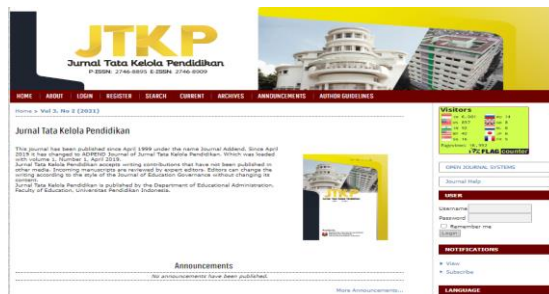 JTKP
Jurnal Tata Kelola Pendidikan
P-ISSN: 2746-8895 E-ISSN: 2746-8909
HOME ABOUT LOGIN REGISTER SEARCH CURRENT ARCHIVES ANNOUNCEMENTS AUTHOR GUIDELINES
Home > Vol 3, No 2 (2021)
Jurnal Tata Kelola Pendidikan
This journal has been published since April 1999 under the name Journal Addend. Since April
2019 it has changed to ADPEND Journal of Jurnal Tata Kelola Pendidikan. Which was loaded
with volume 1, Number 1, April 2019.
Jurnal Tata Kelola Pendidikan accepts writing contributions that have not been published in
other media. Incoming manuscripts are reviewed by expert editors. Editors can change the
writing according to the style of the Journal of Education Governance without changing its
content.
Jurnal Tata Kelola Pendidikan is published by the Department of Educational Administration,
Faculty of Education, Universitas Pendidikan Indonesia.
JTKP
Announcements
No announcements have been published.
More Announcements...
Visitors
FLAG counter
OPEN JOURNAL SYSTEMS
Journal Help
USER
Username
Password
Remember me
Login
NOTIFICATIONS
View
Subscribe
LANGUAGE